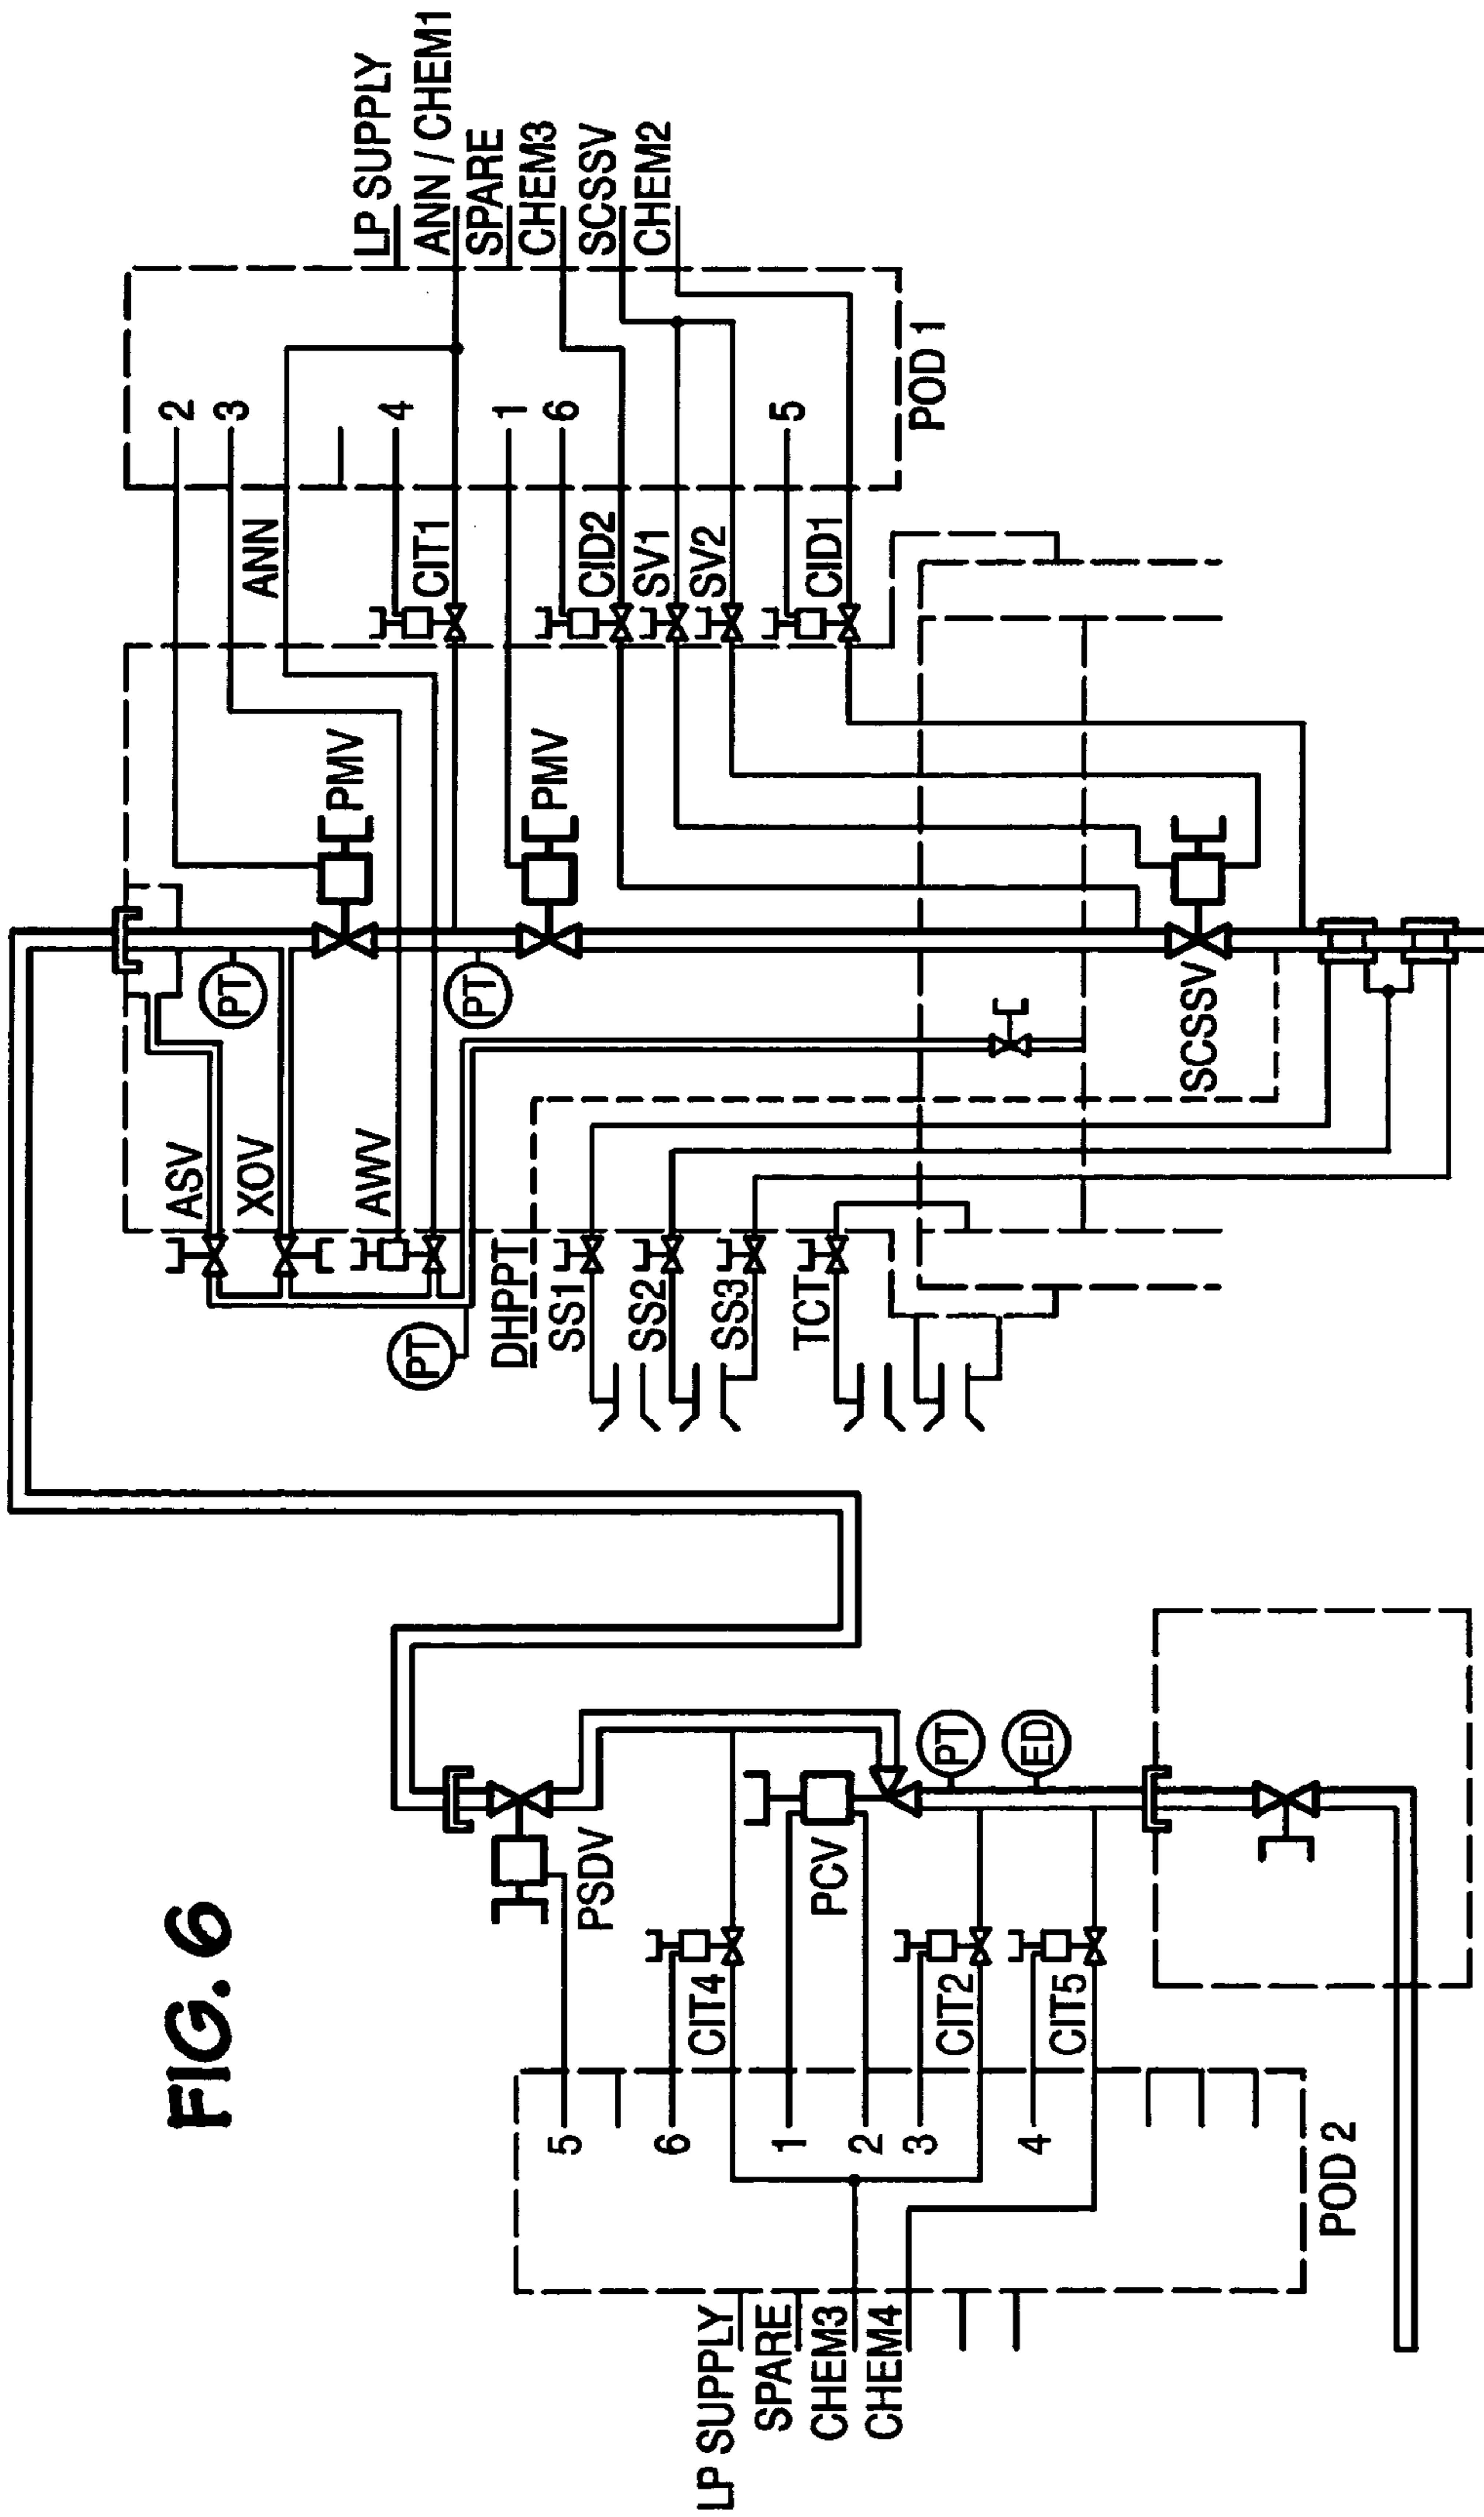 FIG. 6
LP SUPPLY
SPARE
CHEM3
CHEM4
POD 2
5
6
1
2
3
4
PSDV
CIT4
PCV
CIT2
CIT5
PT
ED
ASV
XOV
AWV
PT
DHPPT
SS1
SS2
SS3
TCT
PT
PT
SCSSV
PMV
PMV
ANN
CIT1
CID2
SV1
SV2
CID1
2
3
4
1
6
5
POD 1
LP SUPPLY
ANN / CHEM1
SPARE
CHEM3
SCSSV
CHEM2